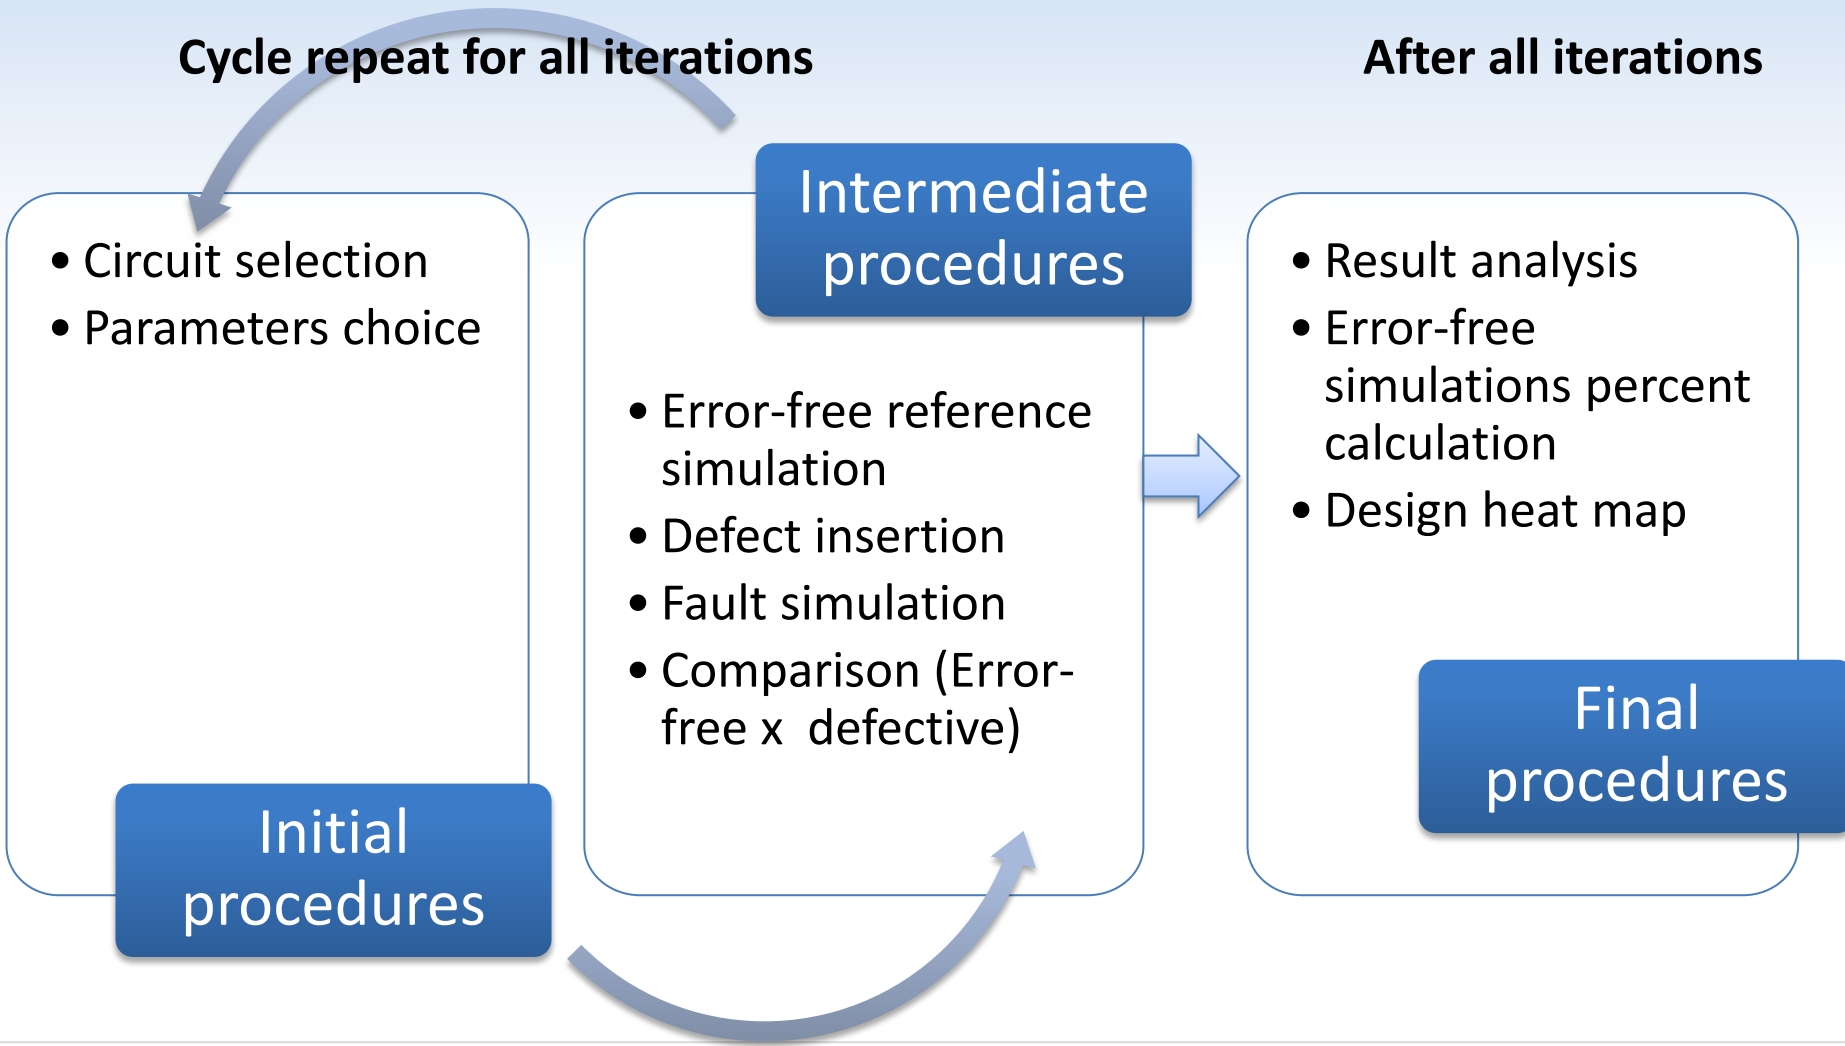 Cycle repeat for all iterations
After all iterations
• Circuit selection
• Parameters choice
Initial
procedures
Intermediate
procedures
• Error-free reference
simulation
• Defect insertion
• Fault simulation
• Comparison (Error-
free x  defective)
• Result analysis
• Error-free
simulations percent
calculation
• Design heat map
Final
procedures